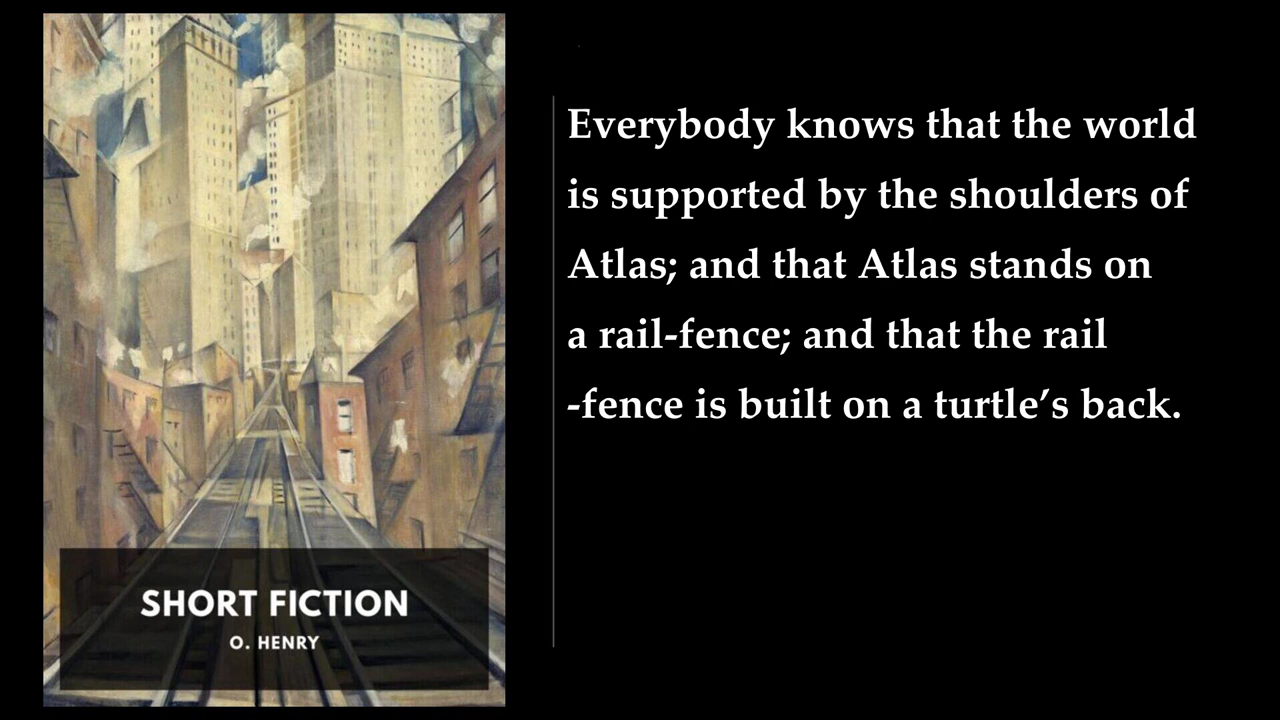 Everybody knows that the world
is supported by the shoulders of
Atlas; and that Atlas stands on
a rail-fence; and that the rail
-fence is built on a turtle’s back.
SHORT FICTION
O. HENRY